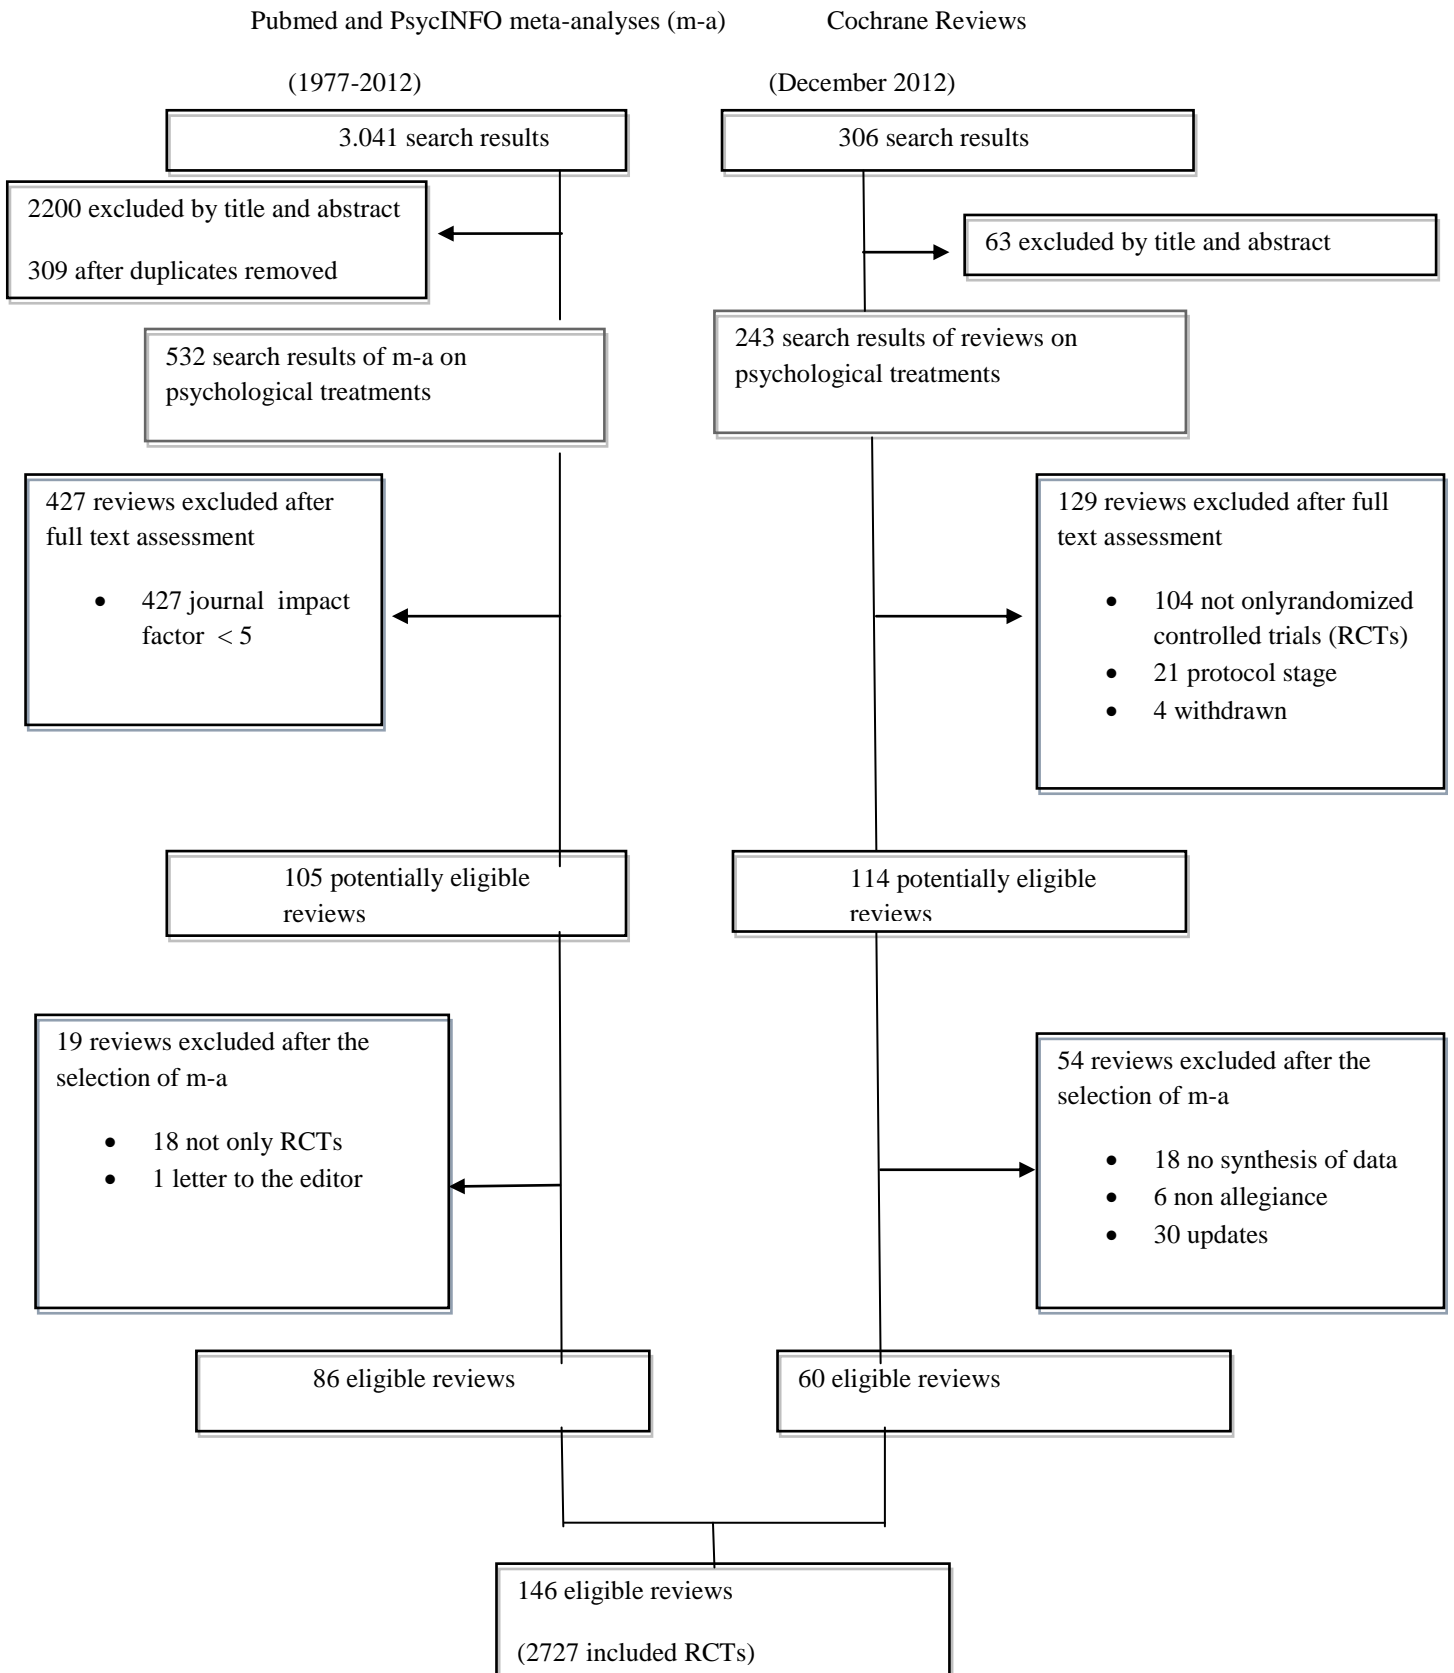 Pubmed and PsycINFO meta-analyses (m-a)
Cochrane Reviews
(1977-2012)
(December 2012)
3.041 search results
306 search results
2200 excluded by title and abstract
309 after duplicates removed
63 excluded by title and abstract
532 search results of m-a on
psychological treatments
243 search results of reviews on
psychological treatments
427 reviews excluded after
full text assessment
• 427 journal impact
factor < 5
129 reviews excluded after full
text assessment
• 104 not onlyrandomized
controlled trials (RCTs)
• 21 protocol stage
• 4 withdrawn
105 potentially eligible
reviews
114 potentially eligible
reviews
19 reviews excluded after the
selection of m-a
• 18 not only RCTs
• 1 letter to the editor
54 reviews excluded after the
selection of m-a
• 18 no synthesis of data
• 6 non allegiance
• 30 updates
86 eligible reviews
60 eligible reviews
146 eligible reviews
(2727 included RCTs)